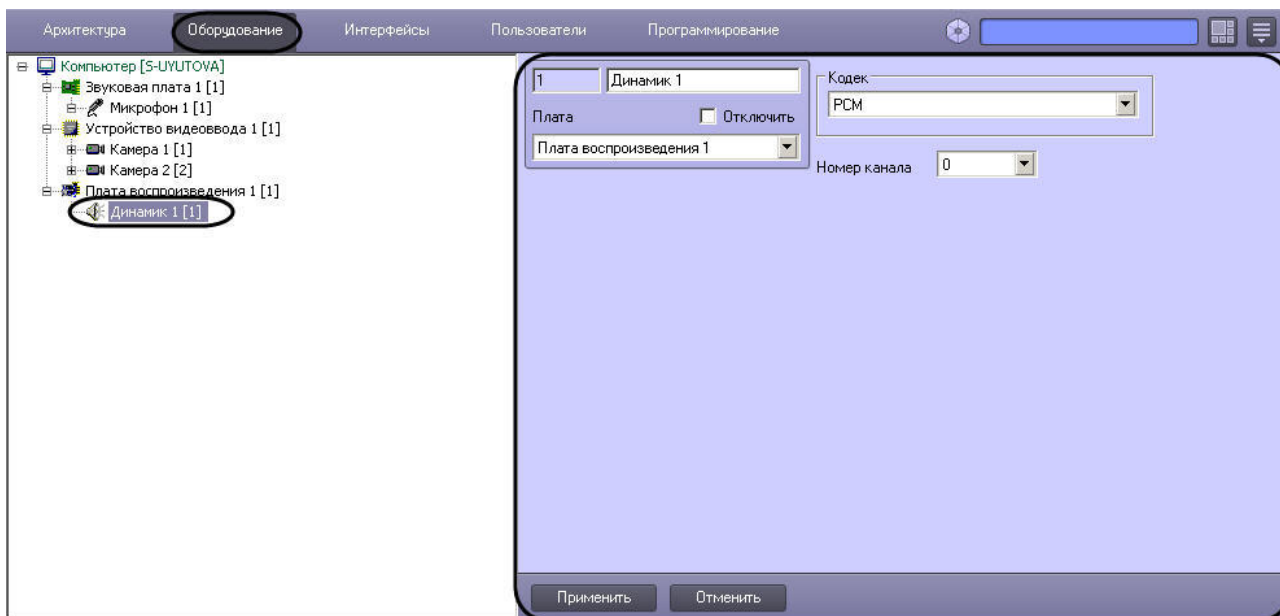 Архитектура Оборудование Интерфейсы Пользователи Программирование
Компьютер [S-UYUTOVA]
Звуковая плата 1 [1]
Микрофон 1 [1]
Устройство видеоввода 1 [1]
Камера 1 [1]
Камера 2 [2]
Плата воспроизведения 1 [1]
Динамик 1 [1]
1 Динамик 1
Плата Отключить
Плата воспроизведения 1
Кодек
PCM
Номер канала 0
Применить Отменить